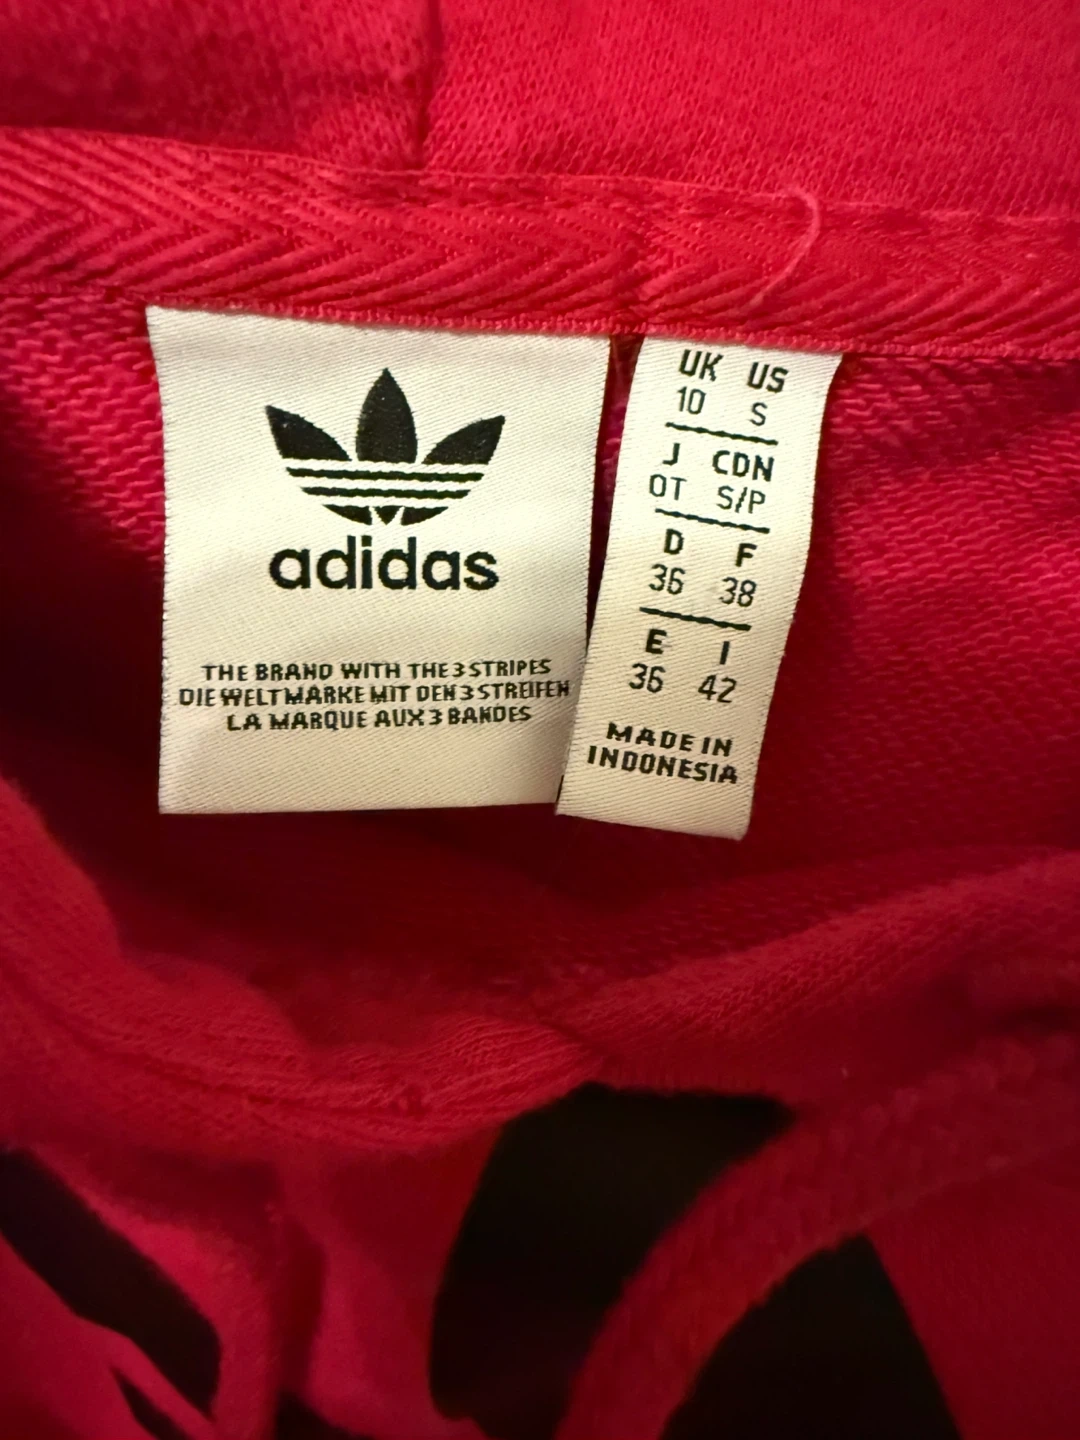 adidas
THE BRAND WITH THE 3 STRIPES
DIE WELTMARKE MIT DEN 3 STREIFEN
LA MARQUE AUX 3 BANDES
UK US
10 S
J CDN
OT S/P
D F
36 38
E I
36 42
MADE IN
INDONESIA